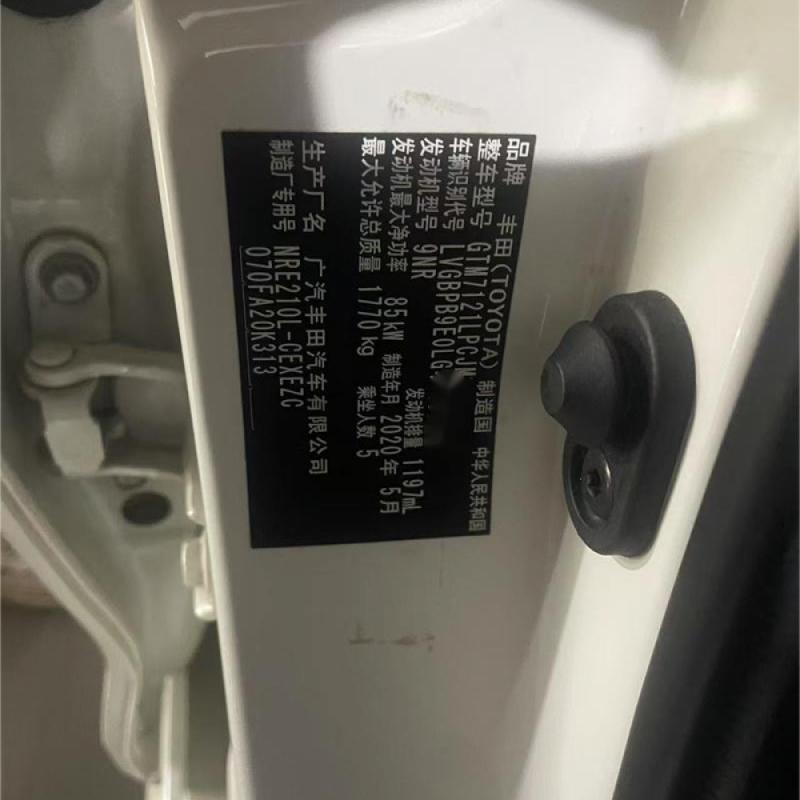 品牌 丰田(TOYOTA) 制造国 中华人民共和国
整车型号 GTM7121LPCJM
车辆识别代号 LVGBPB9E0LG
发动机型号 9NR 发动机排量 1197mL
发动机最大净功率 85kW 制造年月 2020年5月
最大允许总质量 1770kg 乘坐人数 5
生产厂名 广汽丰田汽车有限公司
制造厂专用号 NRE210L-CEXEZC
070FA20K313